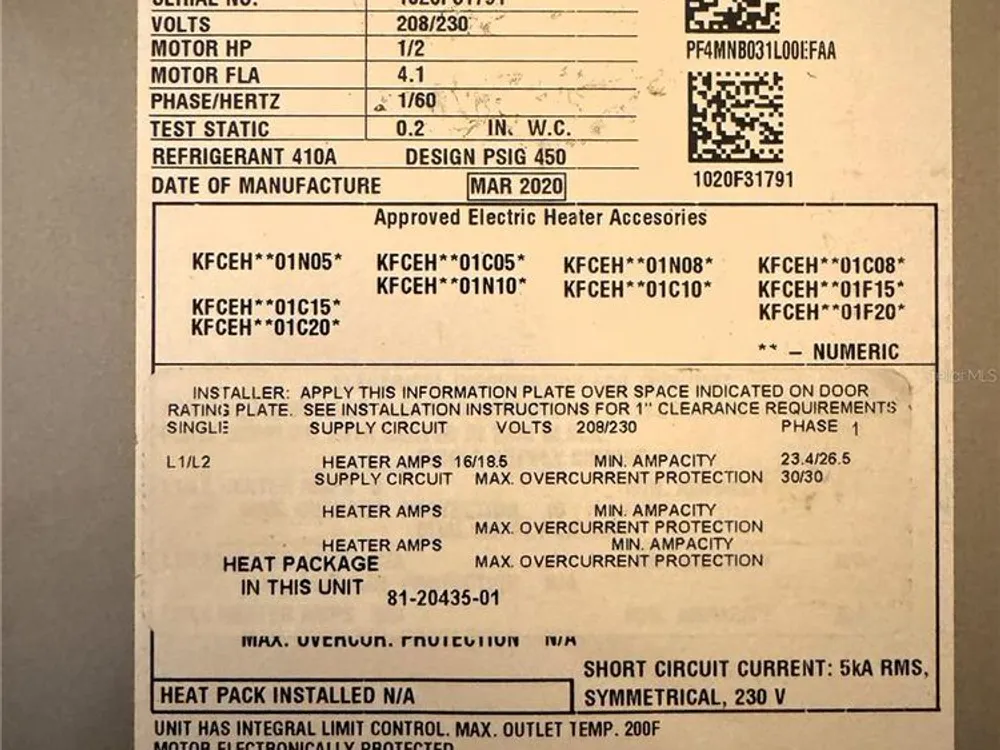 SERIAL NO. 1020F31791
VOLTS 208/230
MOTOR HP 1/2
MOTOR FLA 4.1
PHASE/HERTZ 1/60
TEST STATIC 0.2 IN. W.C.
REFRIGERANT 410A DESIGN PSIG 450
DATE OF MANUFACTURE MAR 2020
PF4MNB031L00EFAA
1020F31791
Approved Electric Heater Accesories
KFCEH**01N05* KFCEH**01C05* KFCEH**01N08* KFCEH**01C08*
KFCEH**01N10* KFCEH**01C10* KFCEH**01F15*
KFCEH**01C15* KFCEH**01F20*
KFCEH**01C20*
** – NUMERIC
INSTALLER: APPLY THIS INFORMATION PLATE OVER SPACE INDICATED ON DOOR
RATING PLATE. SEE INSTALLATION INSTRUCTIONS FOR 1" CLEARANCE REQUIREMENTS
SINGLE SUPPLY CIRCUIT VOLTS 208/230 PHASE 1
L1/L2 HEATER AMPS 16/18.5 MIN. AMPACITY 23.4/26.5
SUPPLY CIRCUIT MAX. OVERCURRENT PROTECTION 30/30
HEATER AMPS MIN. AMPACITY
MAX. OVERCURRENT PROTECTION
HEATER AMPS MIN. AMPACITY
HEAT PACKAGE MAX. OVERCURRENT PROTECTION
IN THIS UNIT 81-20435-01
MAX. OVERCUR. PROTECTION N/A
SHORT CIRCUIT CURRENT: 5kA RMS,
HEAT PACK INSTALLED N/A SYMMETRICAL, 230 V
UNIT HAS INTEGRAL LIMIT CONTROL. MAX. OUTLET TEMP. 200F
MOTOR ELECTRONICALLY PROTECTED